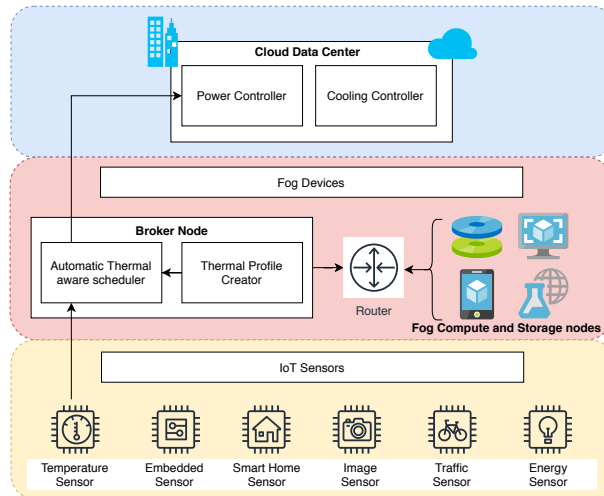 Cloud Data Center
Power Controller
Cooling Controller
Fog Devices
Broker Node
Automatic Thermal
aware scheduler
Thermal Profile
Creator
Router
Fog Compute and Storage nodes
IoT Sensors
Temperature
Sensor
Embedded
Sensor
Smart Home
Sensor
Image
Sensor
Traffic
Sensor
Energy
Sensor